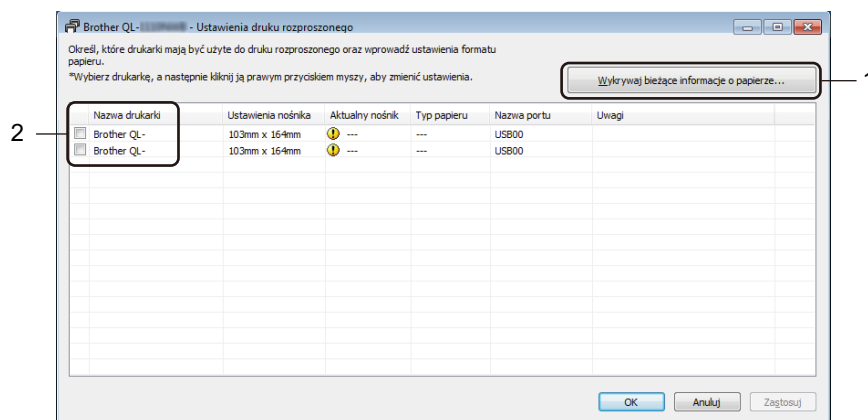 Brother QL- - Ustawienia druku rozproszonego
Określ, które drukarki mają być użyte do druku rozproszonego oraz wprowadź ustawienia formatu
papieru.
*Wybierz drukarkę, a następnie kliknij ją prawym przyciskiem myszy, aby zmienić ustawienia.
Wykrywaj bieżące informacje o papierze...
1
2
Nazwa drukarki Ustawienia nośnika Aktualny nośnik Typ papieru Nazwa portu Uwagi
Brother QL- 103mm x 164mm --- --- USB00
Brother QL- 103mm x 164mm --- --- USB00
OK Anuluj Zastosuj